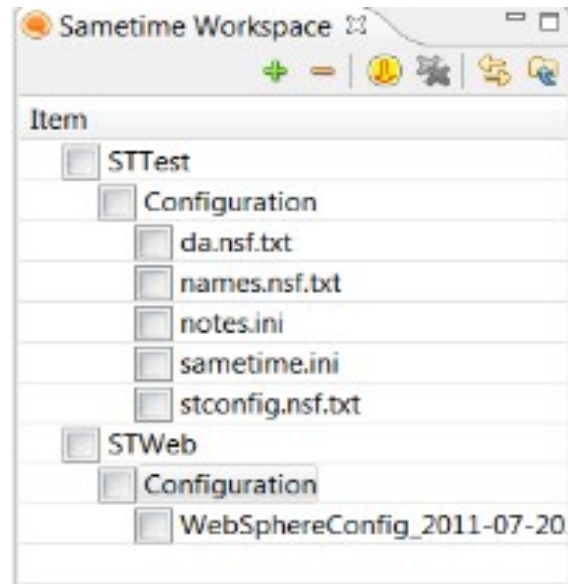 Sametime Workspace
Item
STTest
Configuration
da.nsf.txt
names.nsf.txt
notes.ini
sametime.ini
stconfig.nsf.txt
STWeb
Configuration
WebSphereConfig_2011-07-20